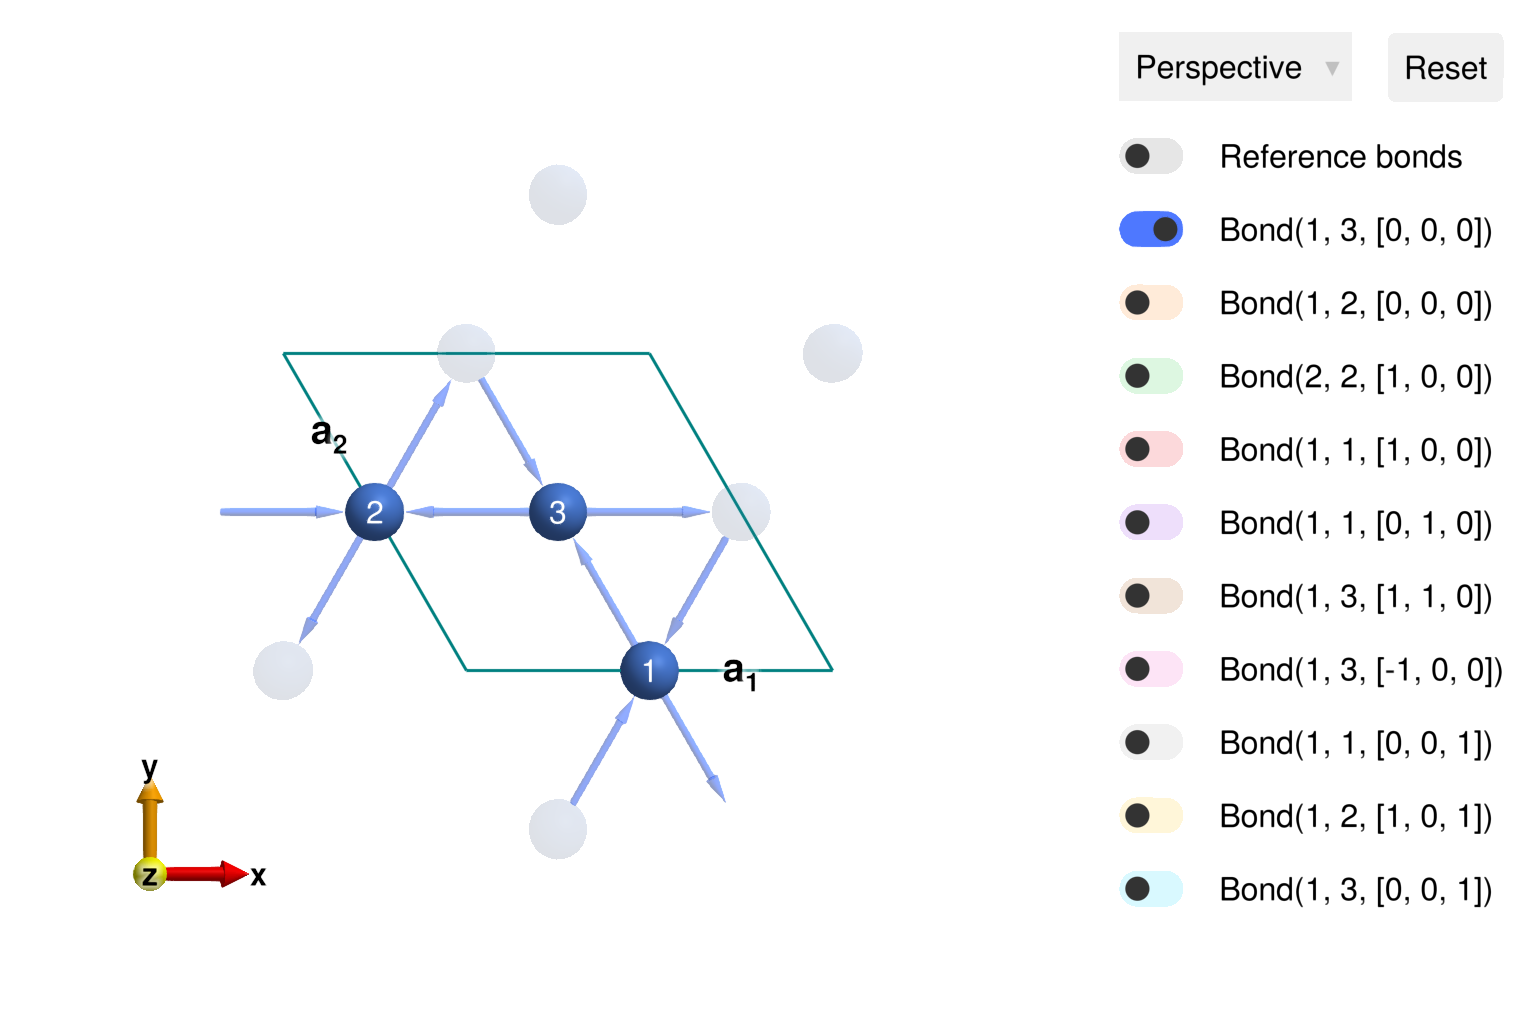 Perspective ▼ Reset
Reference bonds
Bond(1, 3, [0, 0, 0])
Bond(1, 2, [0, 0, 0])
Bond(2, 2, [1, 0, 0])
Bond(1, 1, [1, 0, 0])
Bond(1, 1, [0, 1, 0])
Bond(1, 3, [1, 1, 0])
Bond(1, 3, [-1, 0, 0])
Bond(1, 1, [0, 0, 1])
Bond(1, 2, [1, 0, 1])
Bond(1, 3, [0, 0, 1])
a₂
2
3
1
a₁
y
z
x